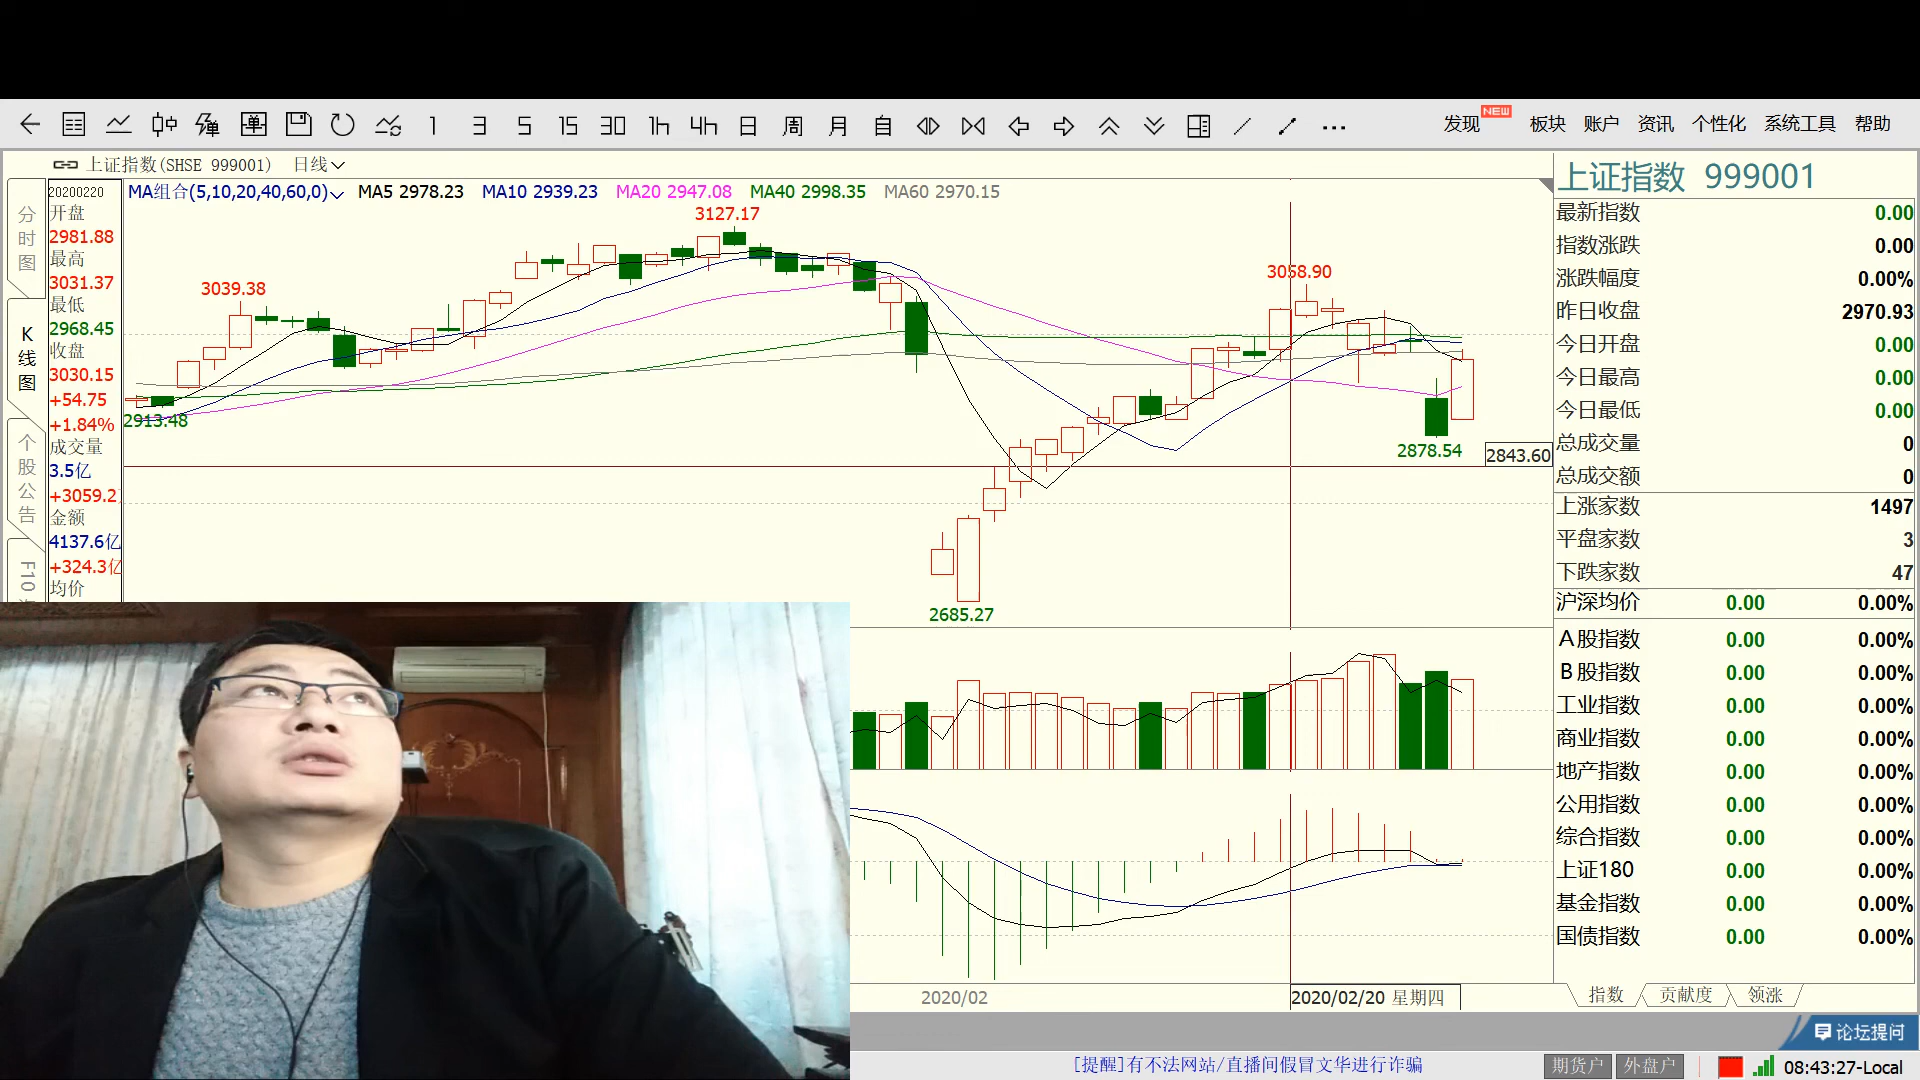 1 3 5 15 30 1h 4h 日 周 月 自
发现 NEW 板块 账户 资讯 个性化 系统工具 帮助
上证指数(SHSE 999001) 日线
上证指数 999001
分时图
K线图
个股公告
F10
20200220
开盘
2981.88
最高
3031.37
最低
2968.45
收盘
3030.15
+54.75
+1.84%
成交量
3.5亿
+3059.2
金额
4137.6亿
+324.3亿
均价
MA组合(5,10,20,40,60,0) MA5 2978.23 MA10 2939.23 MA20 2947.08 MA40 2998.35 MA60 2970.15
3127.17
3039.38
3058.90
2913.48
2878.54
2843.60
2685.27
2020/02
2020/02/20 星期四
最新指数 0.00
指数涨跌 0.00
涨跌幅度 0.00%
昨日收盘 2970.93
今日开盘 0.00
今日最高 0.00
今日最低 0.00
总成交量 0
总成交额 0
上涨家数 1497
平盘家数 3
下跌家数 47
沪深均价 0.00 0.00%
A股指数 0.00 0.00%
B股指数 0.00 0.00%
工业指数 0.00 0.00%
商业指数 0.00 0.00%
地产指数 0.00 0.00%
公用指数 0.00 0.00%
综合指数 0.00 0.00%
上证180 0.00 0.00%
基金指数 0.00 0.00%
国债指数 0.00 0.00%
指数 贡献度 领涨
论坛提问
[提醒]有不法网站/直播间假冒文华进行诈骗
期货户 外盘户 08:43:27-Local